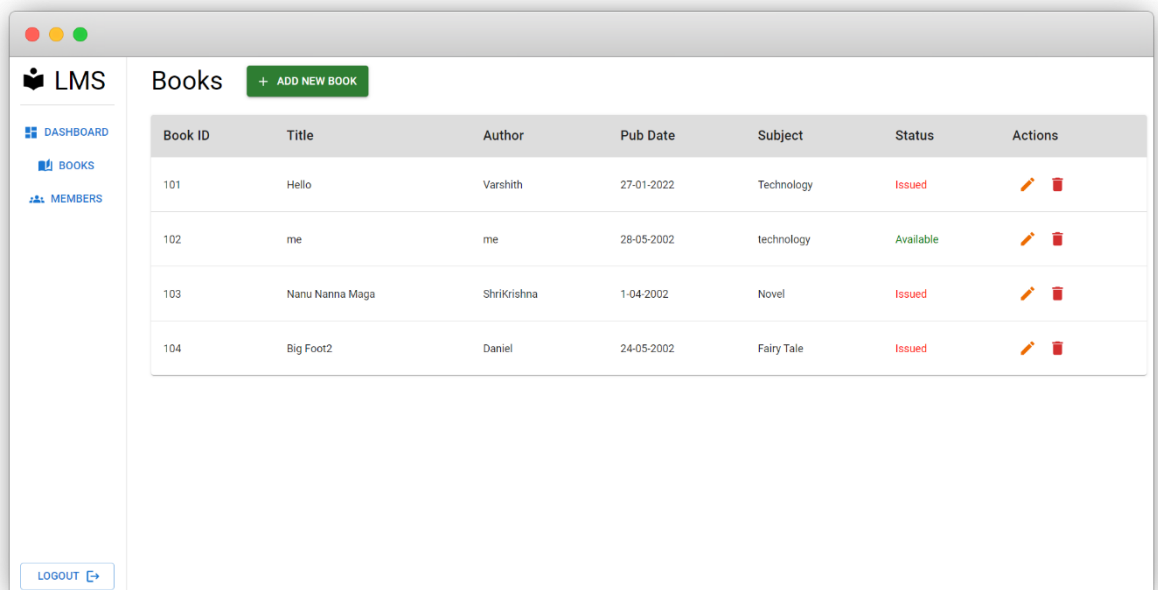 LMS
Books + ADD NEW BOOK
DASHBOARD
BOOKS
MEMBERS
Book ID Title Author Pub Date Subject Status Actions
101 Hello Varshith 27-01-2022 Technology Issued
102 me me 28-05-2002 technology Available
103 Nanu Nanna Maga ShriKrishna 1-04-2002 Novel Issued
104 Big Foot2 Daniel 24-05-2002 Fairy Tale Issued
LOGOUT